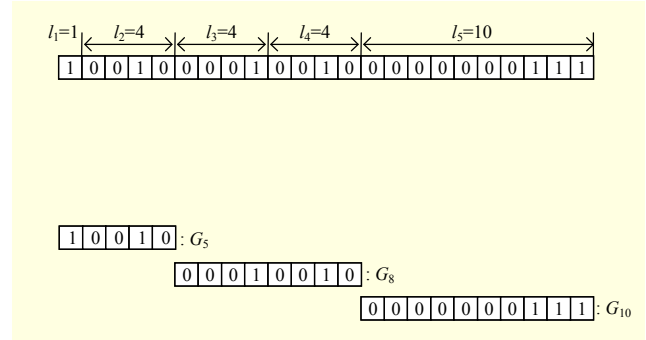 l₁=1 l₂=4 l₃=4 l₄=4 l₅=10
1 0 0 1 0 0 0 0 1 0 0 1 0 0 0 0 0 0 0 0 1 1 1
1 0 0 1 0 : G₅
0 0 0 1 0 0 1 0 : G₈
0 0 0 0 0 0 0 1 1 1 : G₁₀